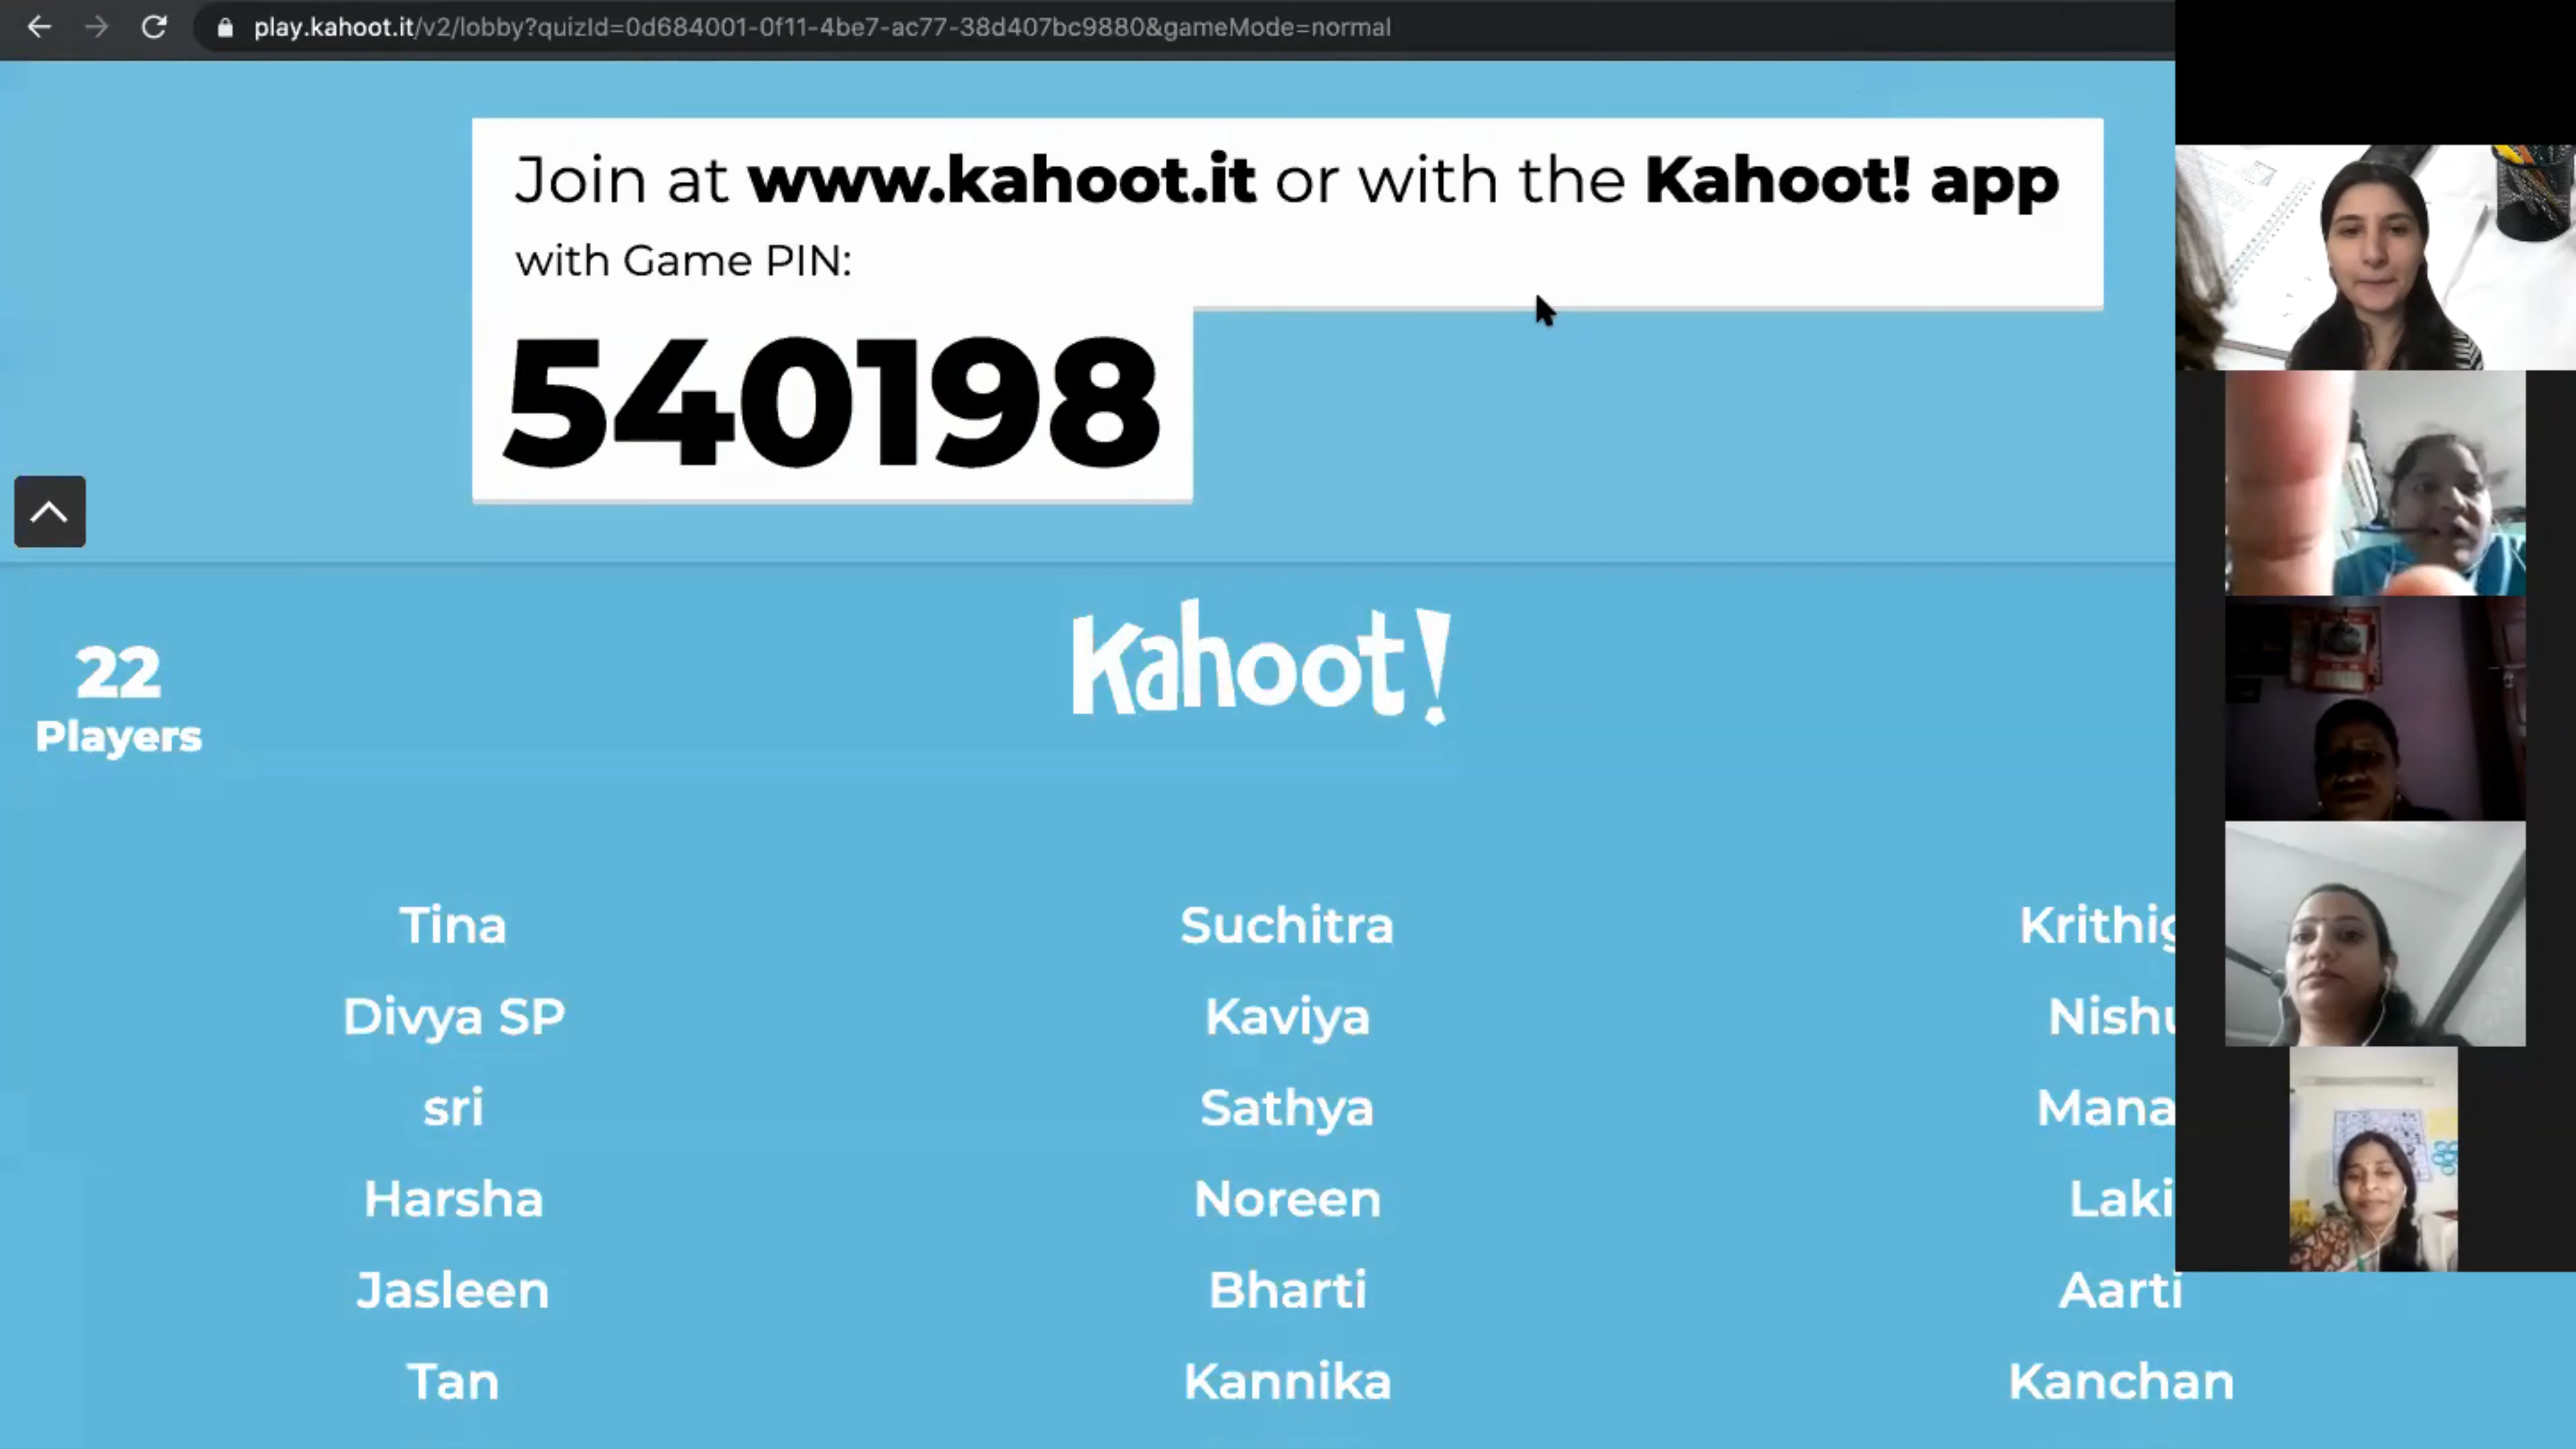 play.kahoot.it/v2/lobby?quizId=0d684001-0f11-4be7-ac77-38d407bc9880&gameMode=normal
Join at www.kahoot.it or with the Kahoot! app
with Game PIN:
540198
22
Players
Kahoot!
Tina Suchitra
Divya SP Kaviya
sri Sathya
Harsha Noreen
Jasleen Bharti Aarti
Tan Kannika Kanchan